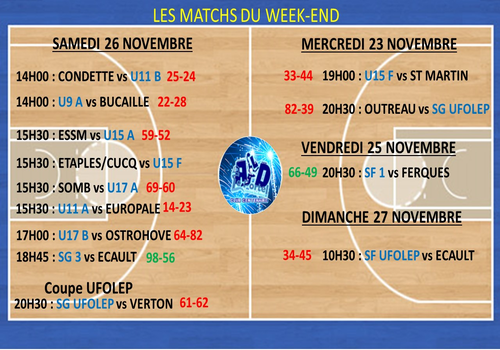 LES MATCHS DU WEEK-END
SAMEDI 26 NOVEMBRE
14H00 : CONDETTE vs U11 B 25-24
14H00 : U9 A vs BUCAILLE 22-28
15H30 : ESSM vs U15 A 59-52
15H30 : ETAPLES/CUCQ vs U15 F
15H30 : SOMB vs U17 A 69-60
15H30 : U11 A vs EUROPALE 14-23
17H00 : U17 B vs OSTROHOVE 64-82
18H45 : SG 3 vs ECAULT 98-56
Coupe UFOLEP
20H30 : SG UFOLEP vs VERTON 61-62
MERCREDI 23 NOVEMBRE
33-44 19H00 : U15 F vs ST MARTIN
82-39 20H30 : OUTREAU vs SG UFOLEP
VENDREDI 25 NOVEMBRE
66-49 20H30 : SF 1 vs FERQUES
DIMANCHE 27 NOVEMBRE
34-45 10H30 : SF UFOLEP vs ECAULT